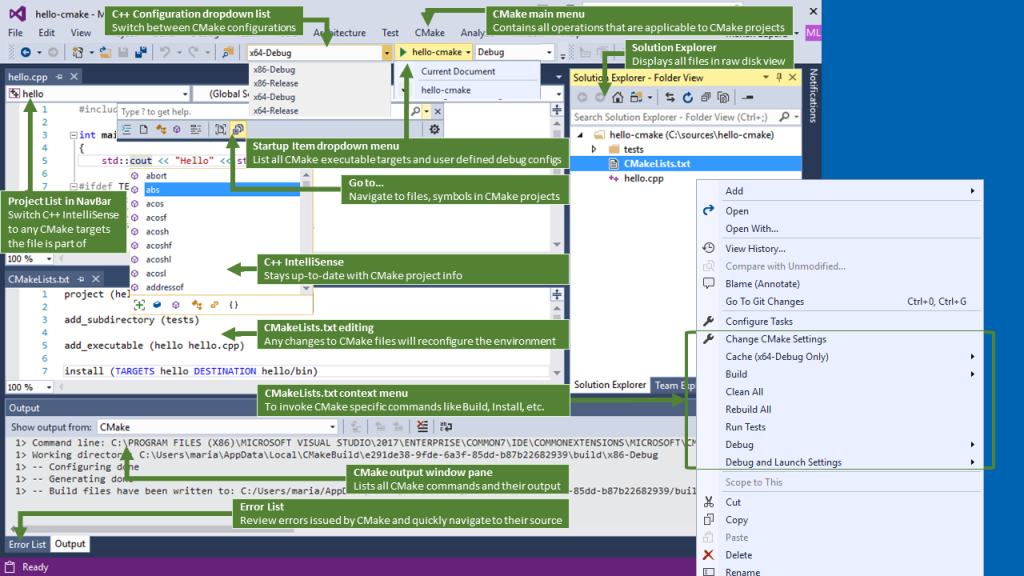 hello-cmake -
C++ Configuration dropdown list
Switch between CMake configurations
CMake main menu
Contains all operations that are applicable to CMake projects
File Edit View
Architecture Test CMake
ML
Solution Explorer
Displays all files in raw disk view
x64-Debug
hello-cmake
Debug
x86-Debug
x86-Release
x64-Debug
x64-Release
Current Document
hello-cmake
hello.cpp
hello
(Global
Solution Explorer - Folder View
Notifications
Search Solution Explorer - Folder View (Ctrl+;)
hello-cmake (C:\sources\hello-cmake)
tests
CMakeLists.txt
hello.cpp
Type ? to get help.
1 #include
2
3 int
4 {
5 std::cout << "Hello" <<
6
7 #ifdef
Startup Item dropdown menu
List all CMake executable targets and user defined debug configs
Go to...
Navigate to files, symbols in CMake projects
Project List in NavBar
Switch C++ IntelliSense
to any CMake targets
the file is part of
abort
abs
acos
acosf
acosh
acoshf
acoshl
acosl
addressof
{}
100 %
C++ IntelliSense
Stays up-to-date with CMake project info
CMakeLists.txt
1 project
2
3 add_subdirectory (tests)
4
5 add_executable (hello hello.cpp)
6
7 install (TARGETS hello DESTINATION hello/bin)
100 %
CMakeLists.txt editing
Any changes to CMake files will reconfigure the environment
CMakeLists.txt context menu
To invoke CMake specific commands like Build, Install, etc.
Solution Explorer
Team
Add
Open
Open With...
View History...
Compare with Unmodified...
Blame (Annotate)
Go To Git Changes Ctrl+0, Ctrl+G
Configure Tasks
Change CMake Settings
Cache (x64-Debug Only)
Build
Clean All
Rebuild All
Run Tests
Debug
Debug and Launch Settings
Scope to This
Cut
Copy
Paste
Delete
Rename
Output
Show output from: CMake
1> Command line: C:\PROGRAM FILES (X86)\MICROSOFT VISUAL STUDIO\2017\ENTERPRISE\COMMON7\IDE\COMMONEXTENSIONS\MICROSOFT\
1> Working C:\Users\maria\AppData\Local\CMakeBuild\e291de38-9fde-6a3f-85dd-b87b22682939\build\x86-Debug
1> -- Configuring done
1> -- Generating
1> -- Build files have been written to: C:/Users/maria/ -85dd-b87b22682939/
CMake output window pane
Lists all CMake commands and their output
Error List
Review errors issued by CMake and quickly navigate to their source
Error List Output
Ready